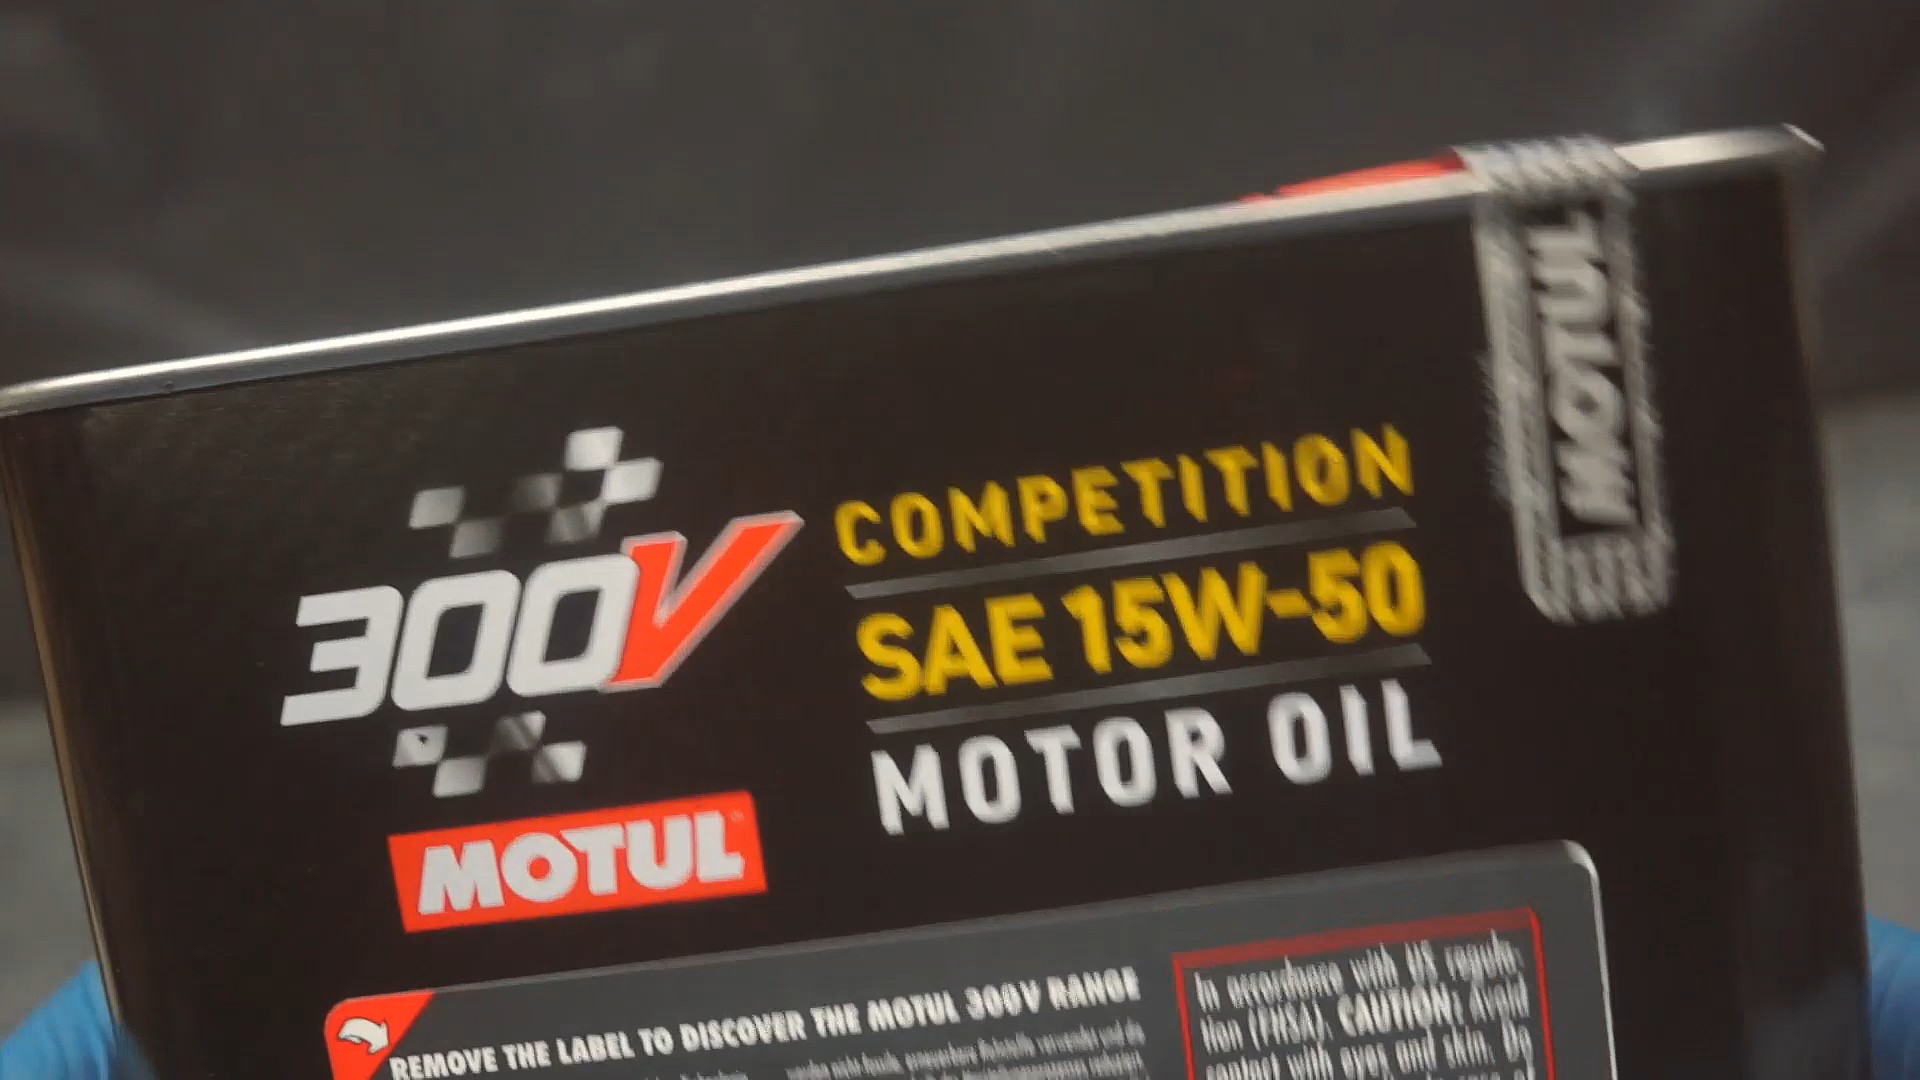 MOTUL
COMPETITION
300V
SAE 15W-50
MOTOR OIL
MOTUL
REMOVE THE LABEL TO DISCOVER THE MOTUL 300V RANGE
In accordance with US regula-
tion (FHSA), CAUTION: Avoid
contact with eyes and skin. Do